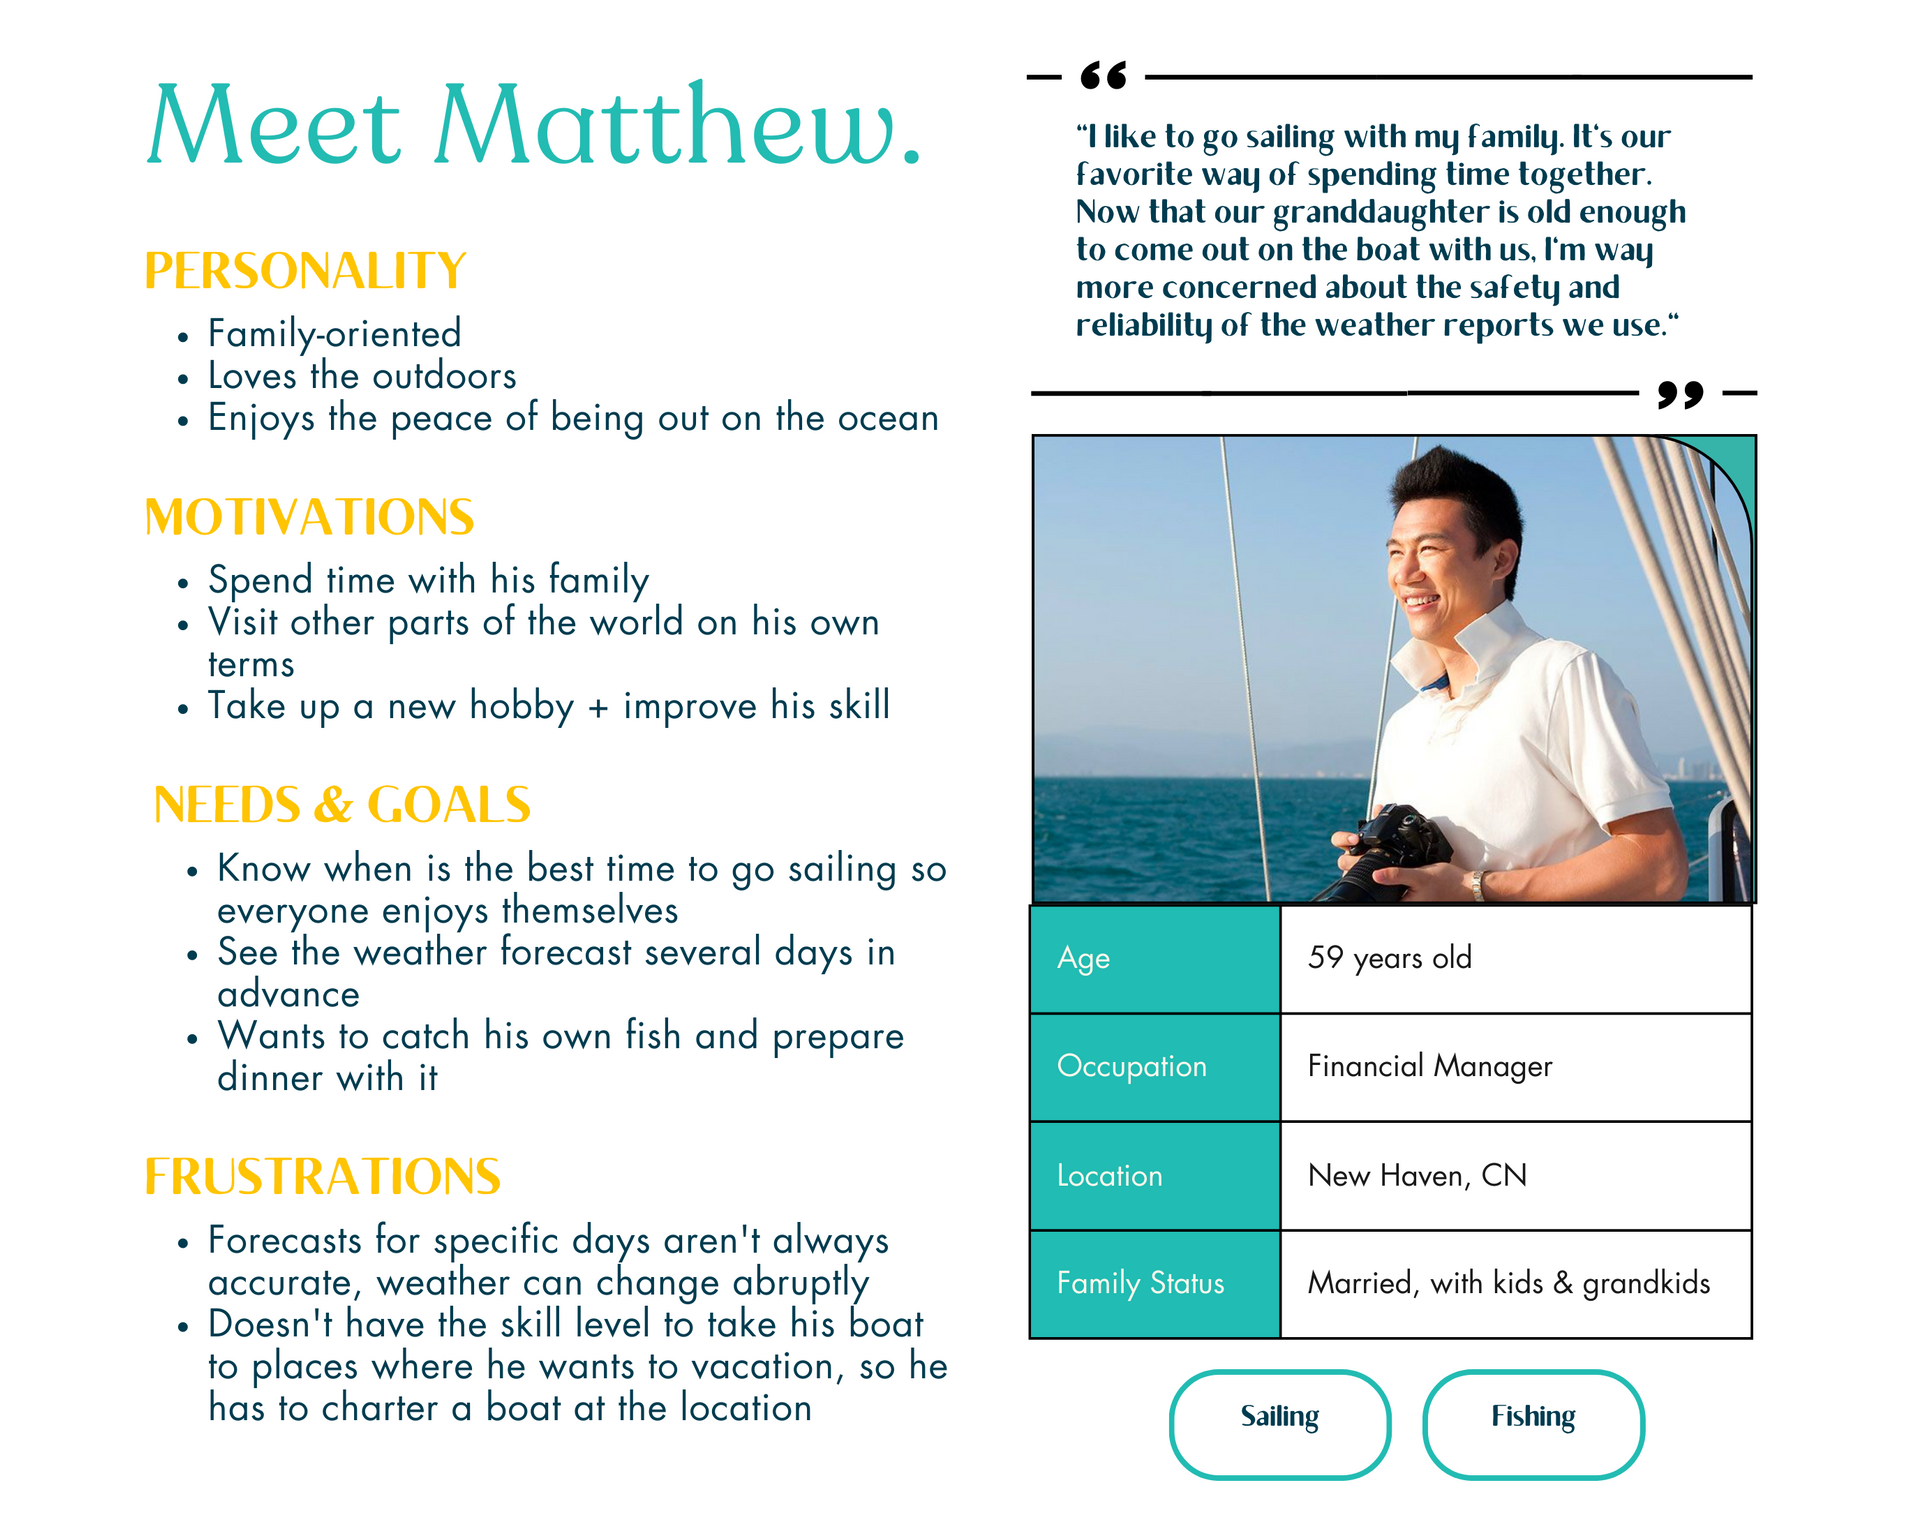 Meet Matthew.
PERSONALITY
• Family-oriented
• Loves the outdoors
• Enjoys the peace of being out on the ocean
MOTIVATIONS
• Spend time with his family
• Visit other parts of the world on his own
terms
• Take up a new hobby + improve his skill
NEEDS & GOALS
• Know when is the best time to go sailing so
everyone enjoys themselves
• See the weather forecast several days in
advance
• Wants to catch his own fish and prepare
dinner with it
FRUSTRATIONS
• Forecasts for specific days aren't always
accurate, weather can change abruptly
• Doesn't have the skill level to take his boat
to places where he wants to vacation, so he
has to charter a boat at the location
“
“I like to go sailing with my family. It‘s our
favorite way of spending time together.
Now that our granddaughter is old enough
to come out on the boat with us, I‘m way
more concerned about the safety and
reliability of the weather reports we use.“
”
Age 59 years old
Occupation Financial Manager
Location New Haven, CN
Family Status Married, with kids & grandkids
Sailing Fishing